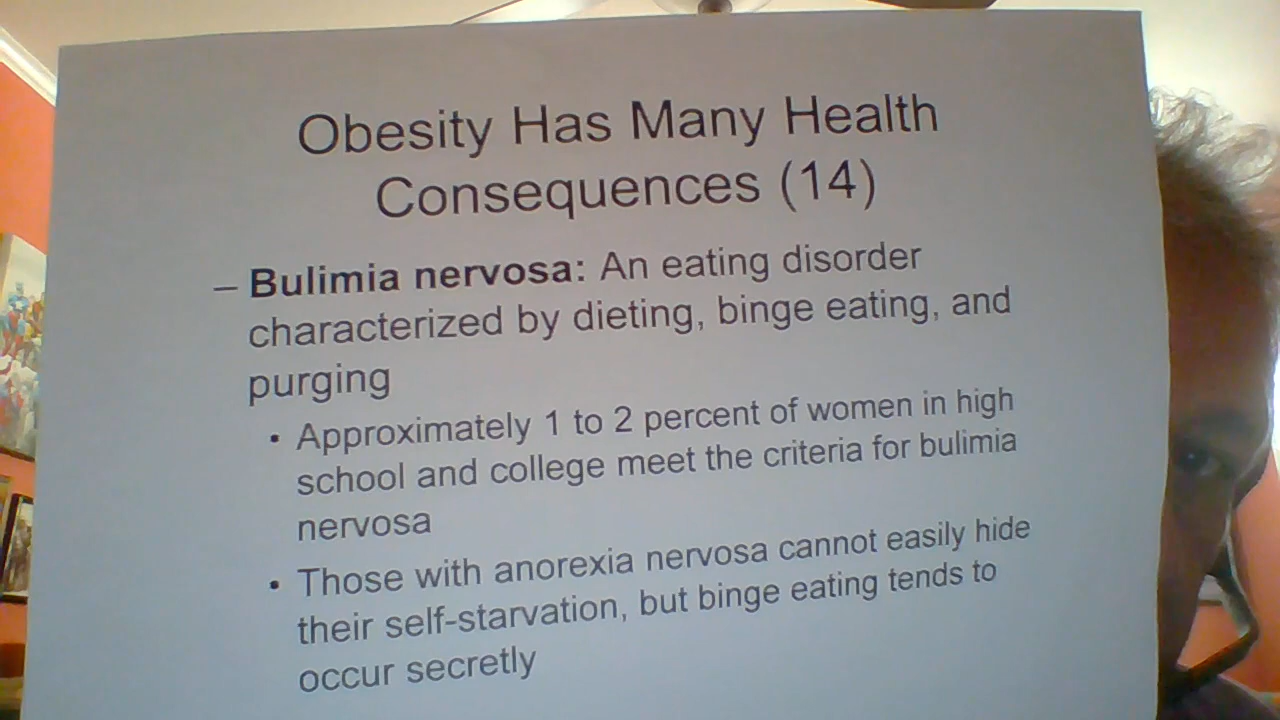 Obesity Has Many Health
Consequences (14)
– Bulimia nervosa: An eating disorder
characterized by dieting, binge eating, and
purging
• Approximately 1 to 2 percent of women in high
school and college meet the criteria for bulimia
nervosa
• Those with anorexia nervosa cannot easily hide
their self-starvation, but binge eating tends to
occur secretly